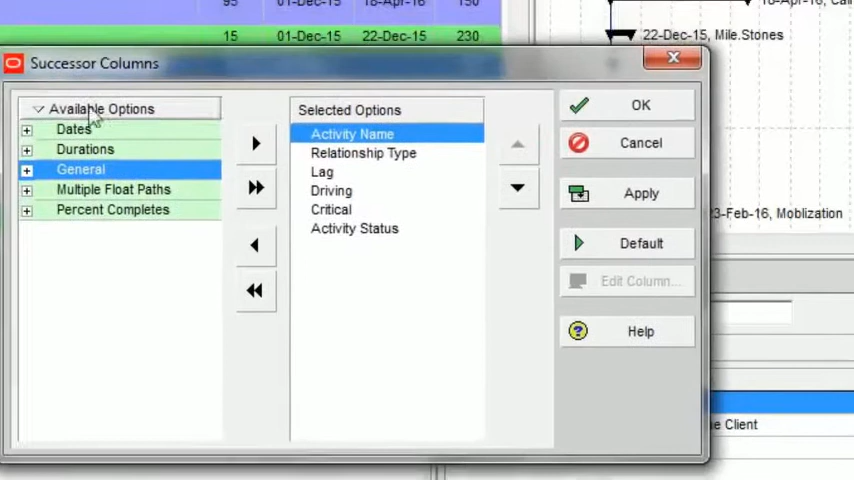 95 01-Dec-15 18-Apr-16 150
15 01-Dec-15 22-Dec-15 230
22-Dec-15, Mile.Stones
Successor Columns
Available Options
Dates
Durations
General
Multiple Float Paths
Percent Completes
Selected Options
Activity Name
Relationship Type
Lag
Driving
Critical
Activity Status
OK
Cancel
Apply
Default
Edit Column...
Help
23-Feb-16, Moblization
e Client